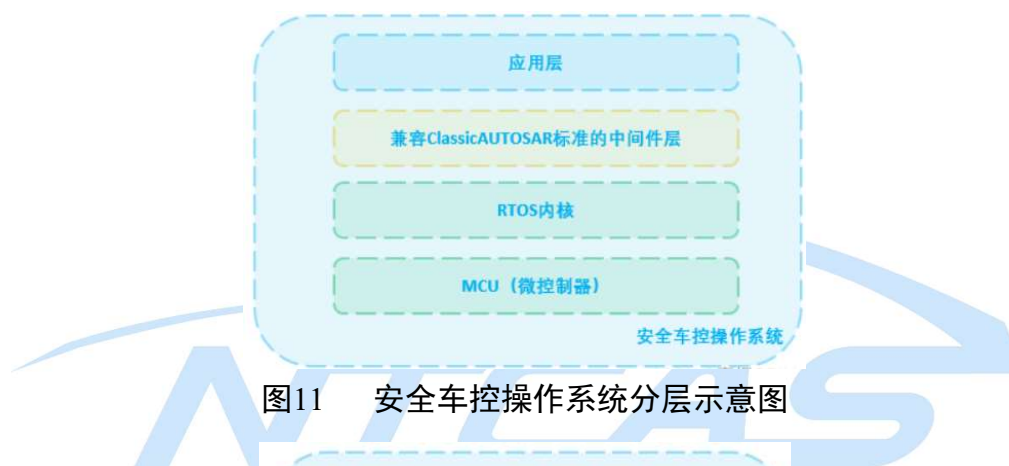 应用层
兼容ClassicAUTOSAR标准的中间件层
RTOS内核
MCU（微控制器）
安全车控操作系统
图11 安全车控操作系统分层示意图
NTCAS